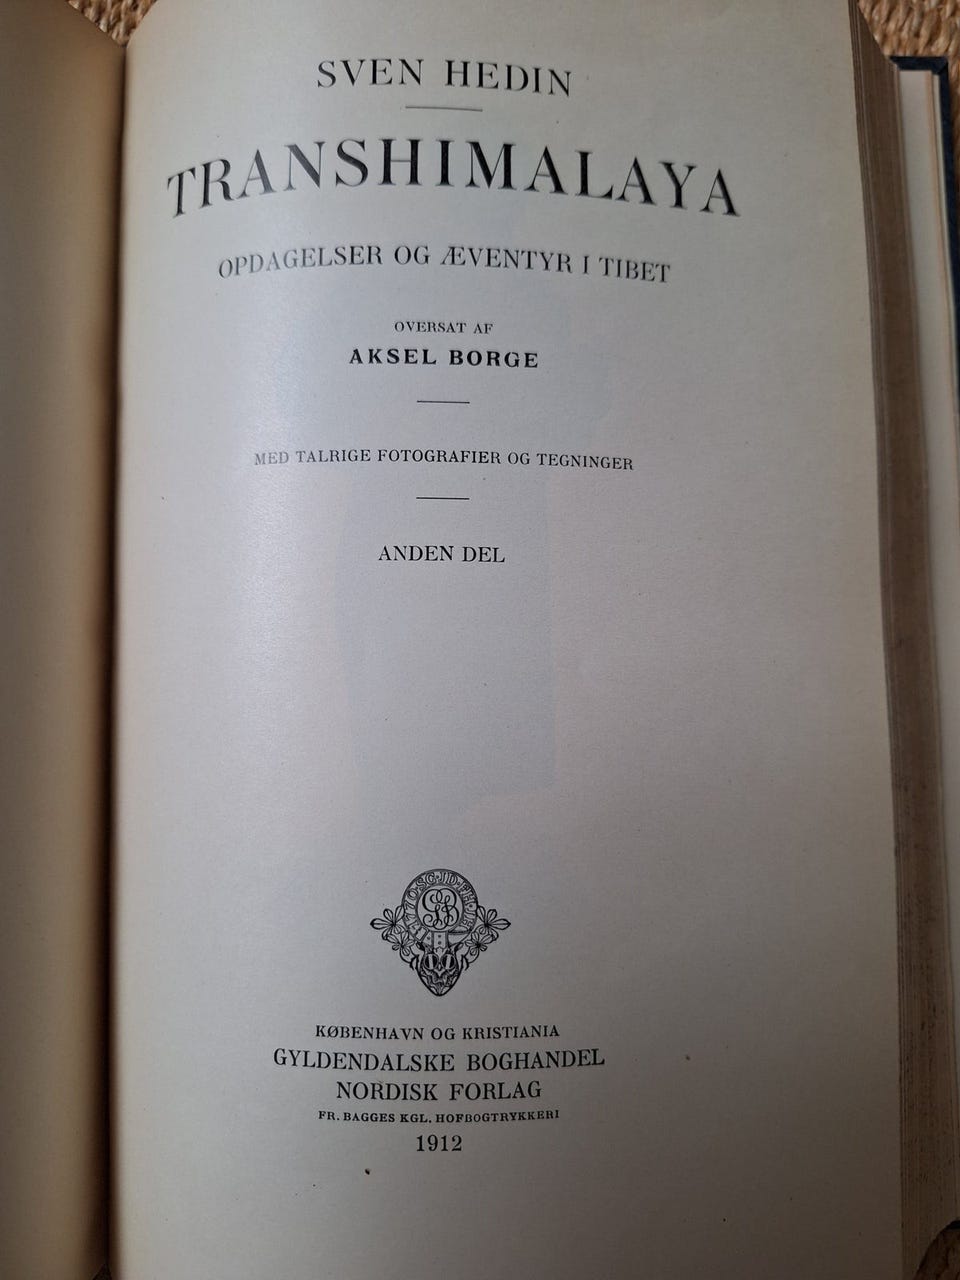 SVEN HEDIN
TRANSHIMALAYA
OPDAGELSER OG ÆVENTYR I TIBET
OVERSAT AF
AKSEL BORGE
MED TALRIGE FOTOGRAFIER OG TEGNINGER
ANDEN DEL
KØBENHAVN OG KRISTIANIA
GYLDENDALSKE BOGHANDEL
NORDISK FORLAG
FR. BAGGES KGL. HOFBOGTRYKKERI
1912